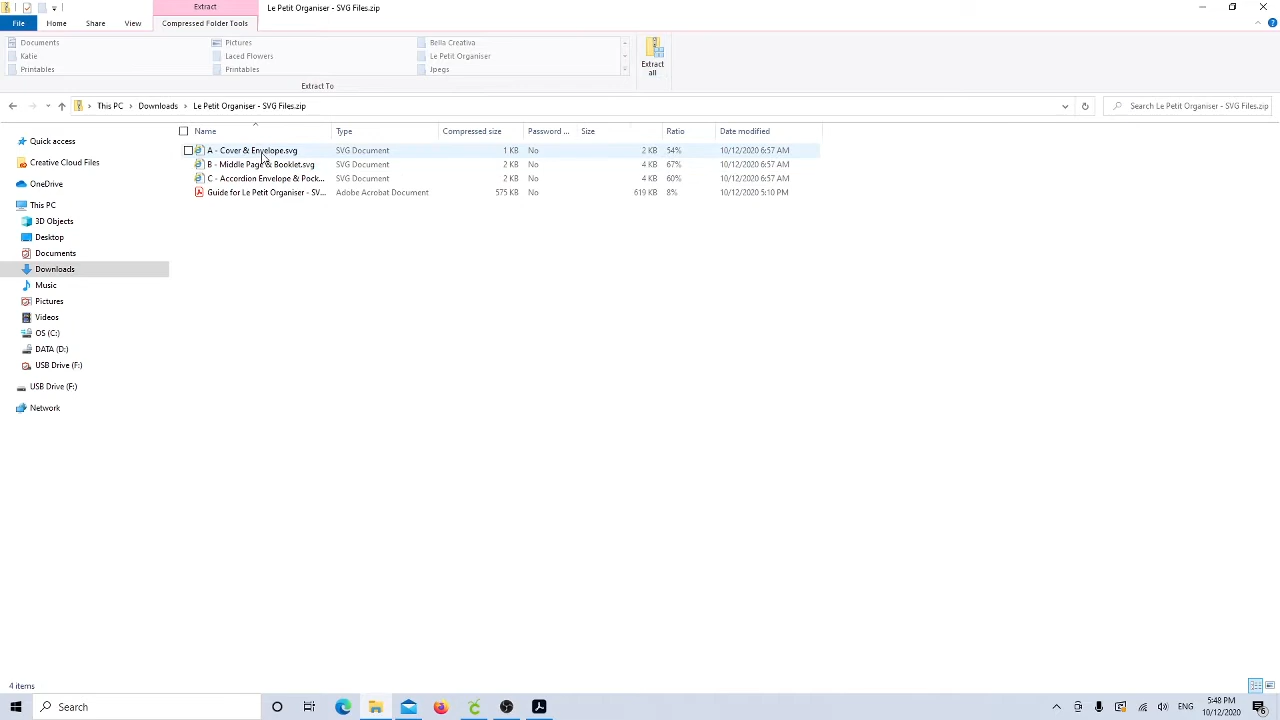 Extract
Le Petit Organiser - SVG Files.zip
File Home Share View Compressed Folder Tools
Documents Pictures Bella Creativa
Katie Laced Flowers Le Petit Organiser
Printables Printables Jpegs
Extract all
Extract To
This PC Downloads Le Petit Organiser - SVG Files.zip
Search Le Petit Organiser - SVG Files.zip
Name Type Compressed size Password ... Size Ratio Date modified
A - Cover & Envelope.svg SVG Document 1 KB No 2 KB 54% 10/12/2020 6:57 AM
B - Middle Page & Booklet.svg SVG Document 2 KB No 4 KB 67% 10/12/2020 6:57 AM
C - Accordion Envelope & Pock... SVG Document 2 KB No 4 KB 60% 10/12/2020 6:57 AM
Guide for Le Petit Organiser - SV... Adobe Acrobat Document 575 KB No 619 KB 8% 10/12/2020 5:10 PM
Quick access
Creative Cloud Files
OneDrive
This PC
3D Objects
Desktop
Documents
Downloads
Music
Pictures
Videos
OS (C:)
DATA (D:)
USB Drive (F:)
USB Drive (F:)
Network
4 items
Search
ENG
5:48 PM
10/12/2020
6